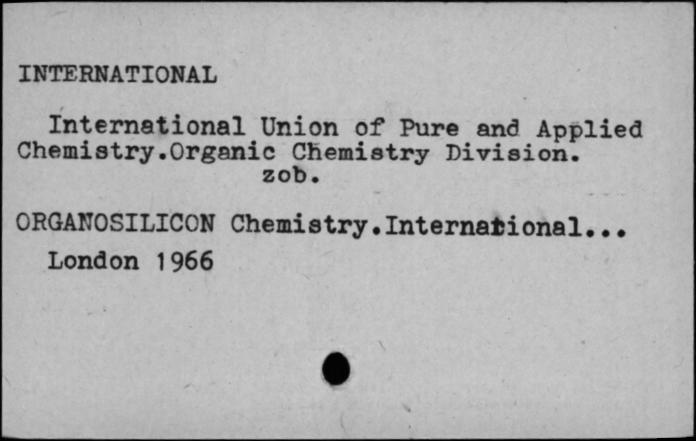 INTERNATIONAL
International Union of Pure and Applied
Chemistry.Organic Chemistry Division.
zob.
ORGANOSILICON Chemistry.International...
London 1966